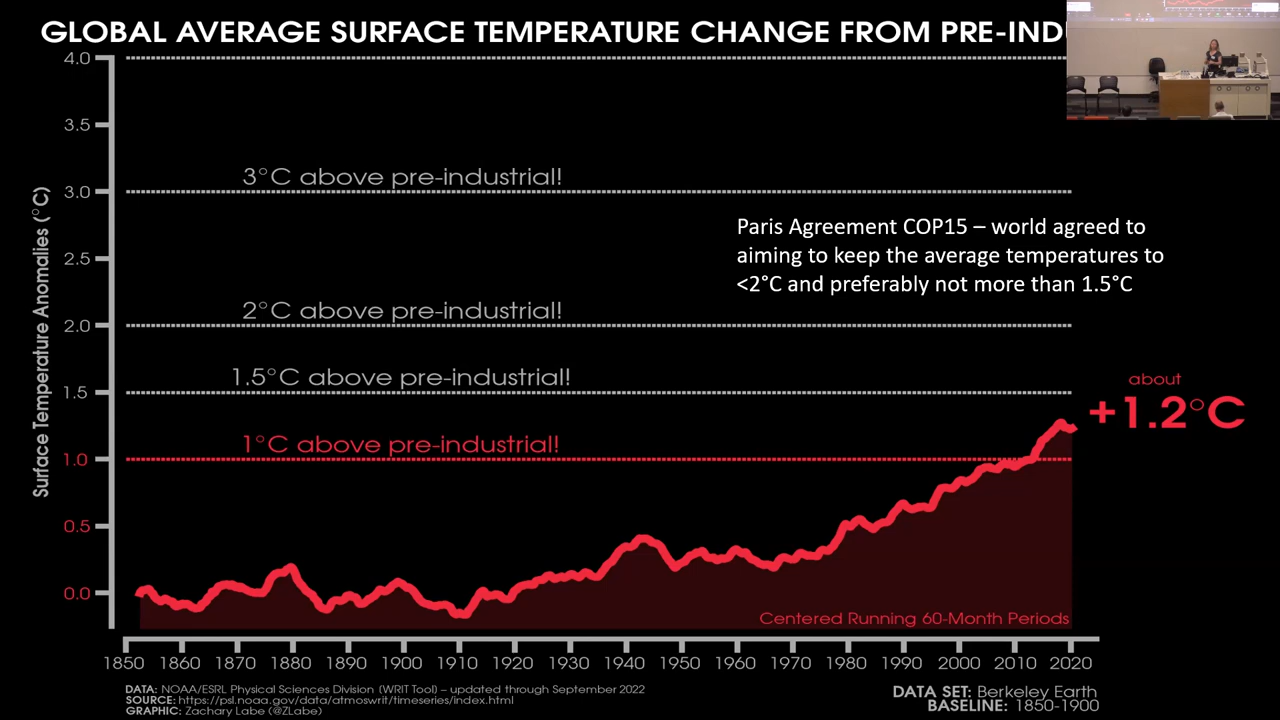 GLOBAL AVERAGE SURFACE TEMPERATURE CHANGE FROM PRE-IND
4.0
3.5
3°C above pre-industrial!
3.0
Paris Agreement COP15 – world agreed to
aiming to keep the average temperatures to
<2°C and preferably not more than 1.5°C
2.5
2°C above pre-industrial!
2.0
1.5°C above pre-industrial!
1.5
about
+1.2°C
1°C above pre-industrial!
1.0
0.5
0.0
Surface Temperature Anomalies (°C)
Centered Running 60-Month Periods
1850 1860 1870 1880 1890 1900 1910 1920 1930 1940 1950 1960 1970 1980 1990 2000 2010 2020
DATA: NOAA/ESRL Physical Sciences Division (WRIT Tool) – updated through September 2022
SOURCE: https://psl.noaa.gov/data/atmoswrit/timeseries/index.html
GRAPHIC: Zachary Labe (@ZLabe)
DATA SET: Berkeley Earth
BASELINE: 1850-1900